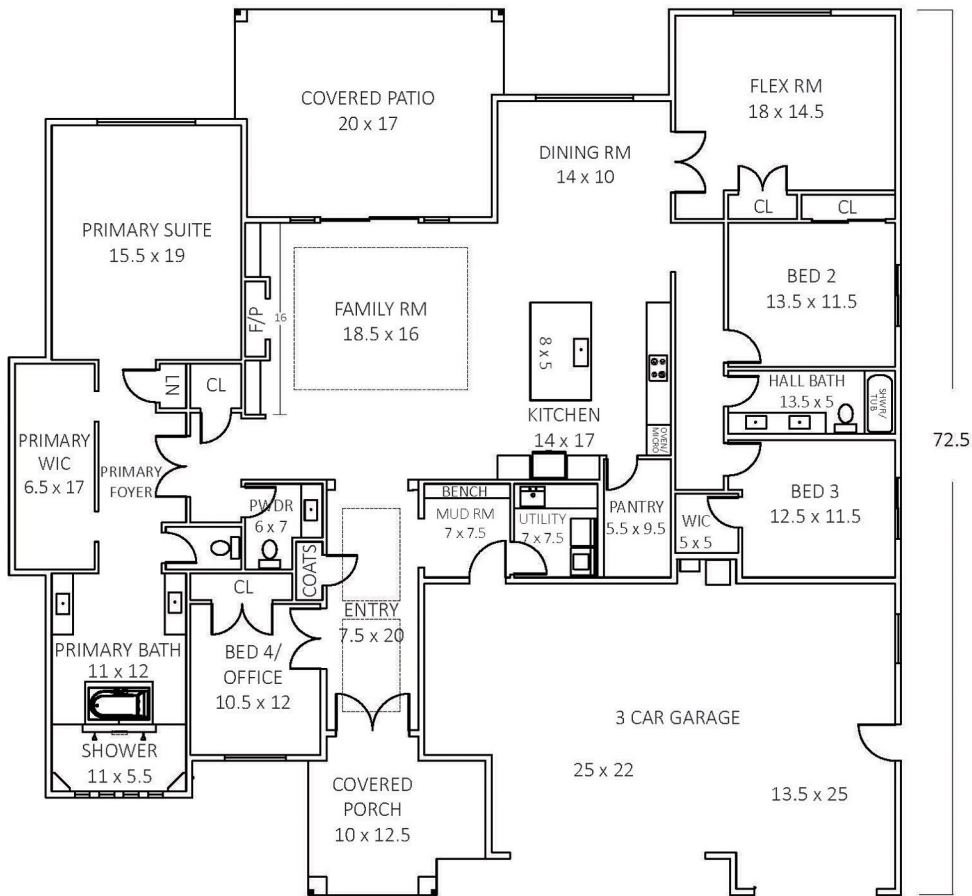 COVERED PATIO
20 x 17
FLEX RM
18 x 14.5
DINING RM
14 x 10
CL
CL
PRIMARY SUITE
15.5 x 19
FAMILY RM
18.5 x 16
F/P
16
BED 2
13.5 x 11.5
8 x 5
KITCHEN
14 x 17
OVEN/
MICRO
HALL BATH
13.5 x 5
SHWR/
TUB
72.5
LN
CL
PRIMARY
WIC
6.5 x 17
PRIMARY
FOYER
PWDR
6 x 7
COATS
BENCH
MUD RM
7 x 7.5
UTILITY
7 x 7.5
PANTRY
5.5 x 9.5
WIC
5 x 5
BED 3
12.5 x 11.5
CL
ENTRY
7.5 x 20
PRIMARY BATH
11 x 12
BED 4/
OFFICE
10.5 x 12
SHOWER
11 x 5.5
3 CAR GARAGE
25 x 22
13.5 x 25
COVERED
PORCH
10 x 12.5